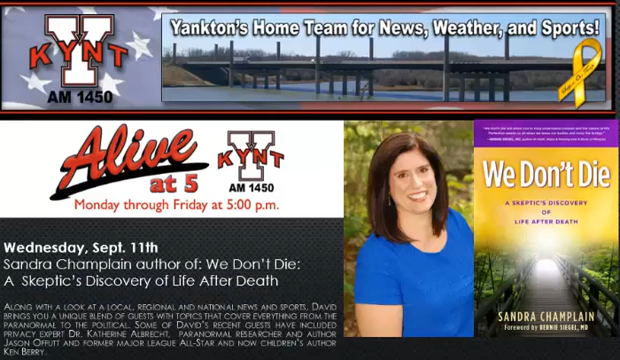 Yankton's Home Team for News, Weather, and Sports!
Y
KYNT
AM 1450
Alive
at 5
Y
KYNT
AM 1450
Monday through Friday at 5:00 p.m.
Wednesday, Sept. 11th
Sandra Champlain author of: We Don't Die:
A Skeptic's Discovery of Life After Death
Along with a look at a local, regional and national news and sports, David
brings you a unique blend of guests with topics that cover everything from the
paranormal to the political. Some of David's recent guests have included
privacy expert Dr. Katherine Albrecht, paranormal researcher and author
Jason Offutt and former major league All-Star and now children's author
Ken Berry.
We Don't Die
A SKEPTIC'S DISCOVERY
OF
LIFE AFTER DEATH
SANDRA CHAMPLAIN
Foreword by BERNIE SIEGEL, MD